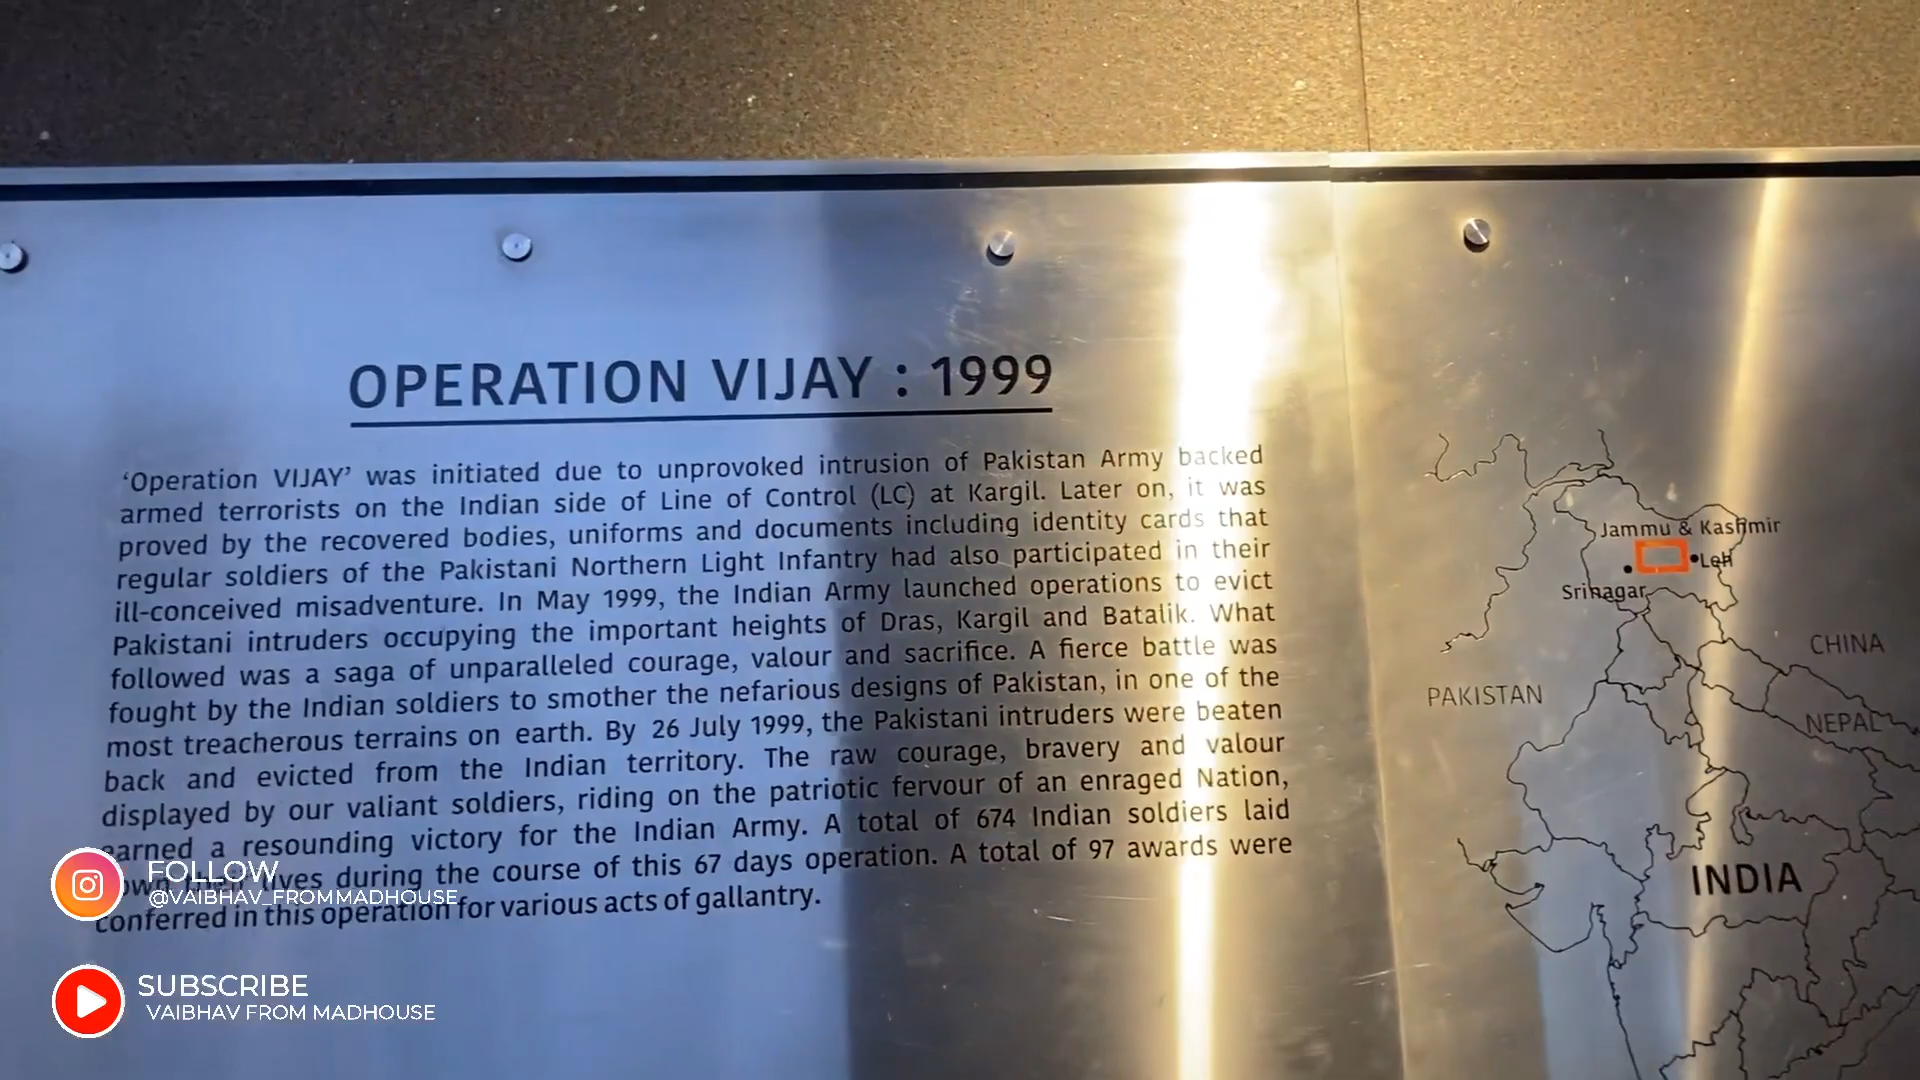 OPERATION VIJAY : 1999
‘Operation VIJAY’ was initiated due to unprovoked intrusion of Pakistan Army backed
armed terrorists on the Indian side of Line of Control (LC) at Kargil. Later on, it was
proved by the recovered bodies, uniforms and documents including identity cards that
regular soldiers of the Pakistani Northern Light Infantry had also participated in their
ill-conceived misadventure. In May 1999, the Indian Army launched operations to evict
Pakistani intruders occupying the important heights of Dras, Kargil and Batalik. What
followed was a saga of unparalleled courage, valour and sacrifice. A fierce battle was
fought by the Indian soldiers to smother the nefarious designs of Pakistan, in one of the
most treacherous terrains on earth. By 26 July 1999, the Pakistani intruders were beaten
back and evicted from the Indian territory. The raw courage, bravery and valour
displayed by our valiant soldiers, riding on the patriotic fervour of an enraged Nation,
earned a resounding victory for the Indian Army. A total of 674 Indian soldiers laid
lives during the course of this 67 days operation. A total of 97 awards were
conferred in this operation for various acts of gallantry.
Jammu & Kashmir
Leh
Srinagar
CHINA
PAKISTAN
NEPAL
INDIA
FOLLOW
@VAIBHAV_FROMMADHOUSE
SUBSCRIBE
VAIBHAV FROM MADHOUSE